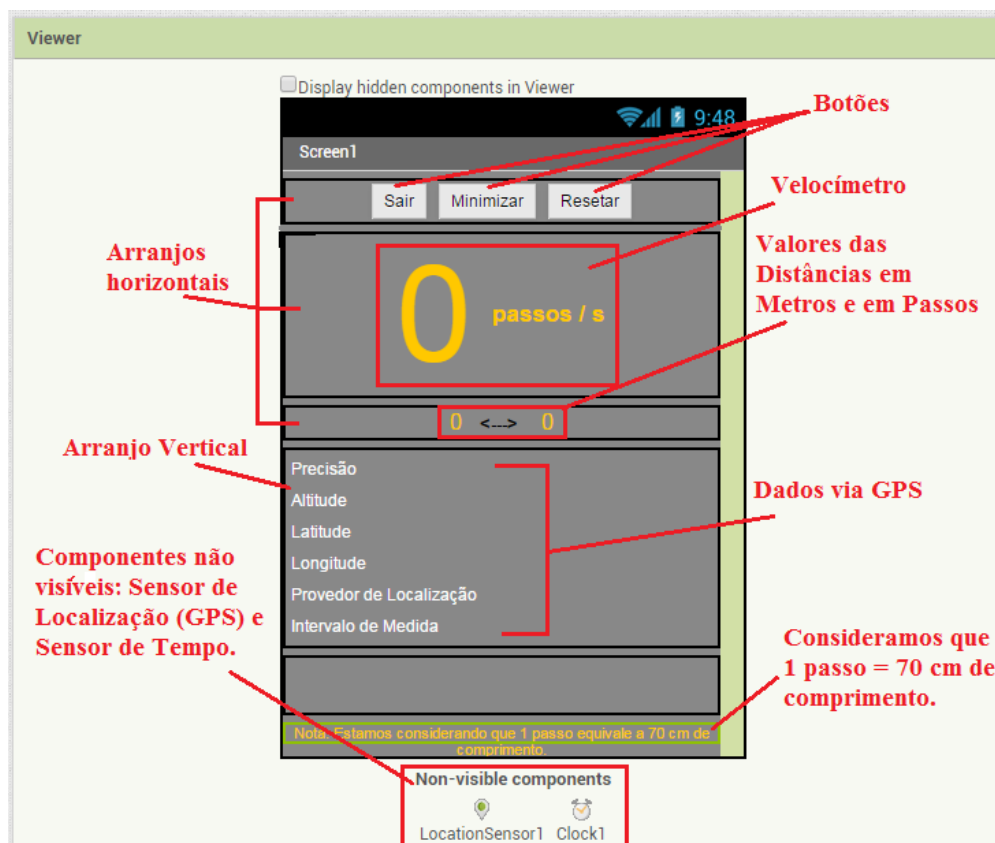 Viewer
Display hidden components in Viewer
Botões
9:48
Screen1
Sair Minimizar Resetar
Velocímetro
Arranjos
horizontais
Valores das
Distâncias em
Metros e em Passos
0 passos / s
0 <---> 0
Arranjo Vertical
Precisão
Altitude
Latitude
Longitude
Provedor de Localização
Intervalo de Medida
Dados via GPS
Componentes não
visíveis: Sensor de
Localização (GPS) e
Sensor de Tempo.
Consideramos que
1 passo = 70 cm de
comprimento.
Nota: Estamos considerando que 1 passo equivale a 70 cm de
comprimento.
Non-visible components
LocationSensor1 Clock1